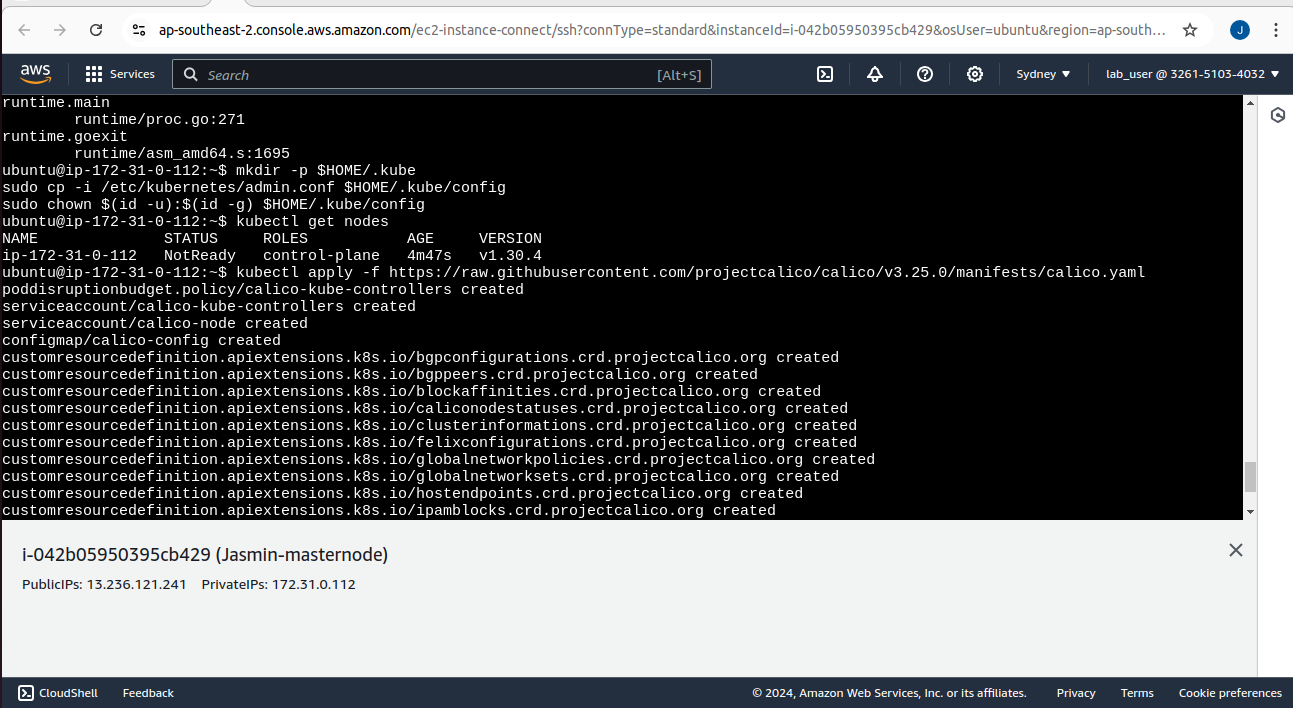 ap-southeast-2.console.aws.amazon.com/ec2-instance-connect/ssh?connType=standard&instanceId=i-042b05950395cb429&osUser=ubuntu&region=ap-south...
J
aws
Services
Search
[Alt+S]
Sydney
lab_user @ 3261-5103-4032
runtime.main
        runtime/proc.go:271
runtime.goexit
        runtime/asm_amd64.s:1695
ubuntu@ip-172-31-0-112:~$ mkdir -p $HOME/.kube
sudo cp -i /etc/kubernetes/admin.conf $HOME/.kube/config
sudo chown $(id -u):$(id -g) $HOME/.kube/config
ubuntu@ip-172-31-0-112:~$ kubectl get nodes
NAME              STATUS     ROLES           AGE     VERSION
ip-172-31-0-112   NotReady   control-plane   4m47s   v1.30.4
ubuntu@ip-172-31-0-112:~$ kubectl apply -f https://raw.githubusercontent.com/projectcalico/calico/v3.25.0/manifests/calico.yaml
poddisruptionbudget.policy/calico-kube-controllers created
serviceaccount/calico-kube-controllers created
serviceaccount/calico-node created
configmap/calico-config created
customresourcedefinition.apiextensions.k8s.io/bgpconfigurations.crd.projectcalico.org created
customresourcedefinition.apiextensions.k8s.io/bgppeers.crd.projectcalico.org created
customresourcedefinition.apiextensions.k8s.io/blockaffinities.crd.projectcalico.org created
customresourcedefinition.apiextensions.k8s.io/caliconodestatuses.crd.projectcalico.org created
customresourcedefinition.apiextensions.k8s.io/clusterinformations.crd.projectcalico.org created
customresourcedefinition.apiextensions.k8s.io/felixconfigurations.crd.projectcalico.org created
customresourcedefinition.apiextensions.k8s.io/globalnetworkpolicies.crd.projectcalico.org created
customresourcedefinition.apiextensions.k8s.io/globalnetworksets.crd.projectcalico.org created
customresourcedefinition.apiextensions.k8s.io/hostendpoints.crd.projectcalico.org created
customresourcedefinition.apiextensions.k8s.io/ipamblocks.crd.projectcalico.org created
i-042b05950395cb429 (Jasmin-masternode)
PublicIPs: 13.236.121.241    PrivateIPs: 172.31.0.112
CloudShell
Feedback
© 2024, Amazon Web Services, Inc. or its affiliates.
Privacy
Terms
Cookie preferences